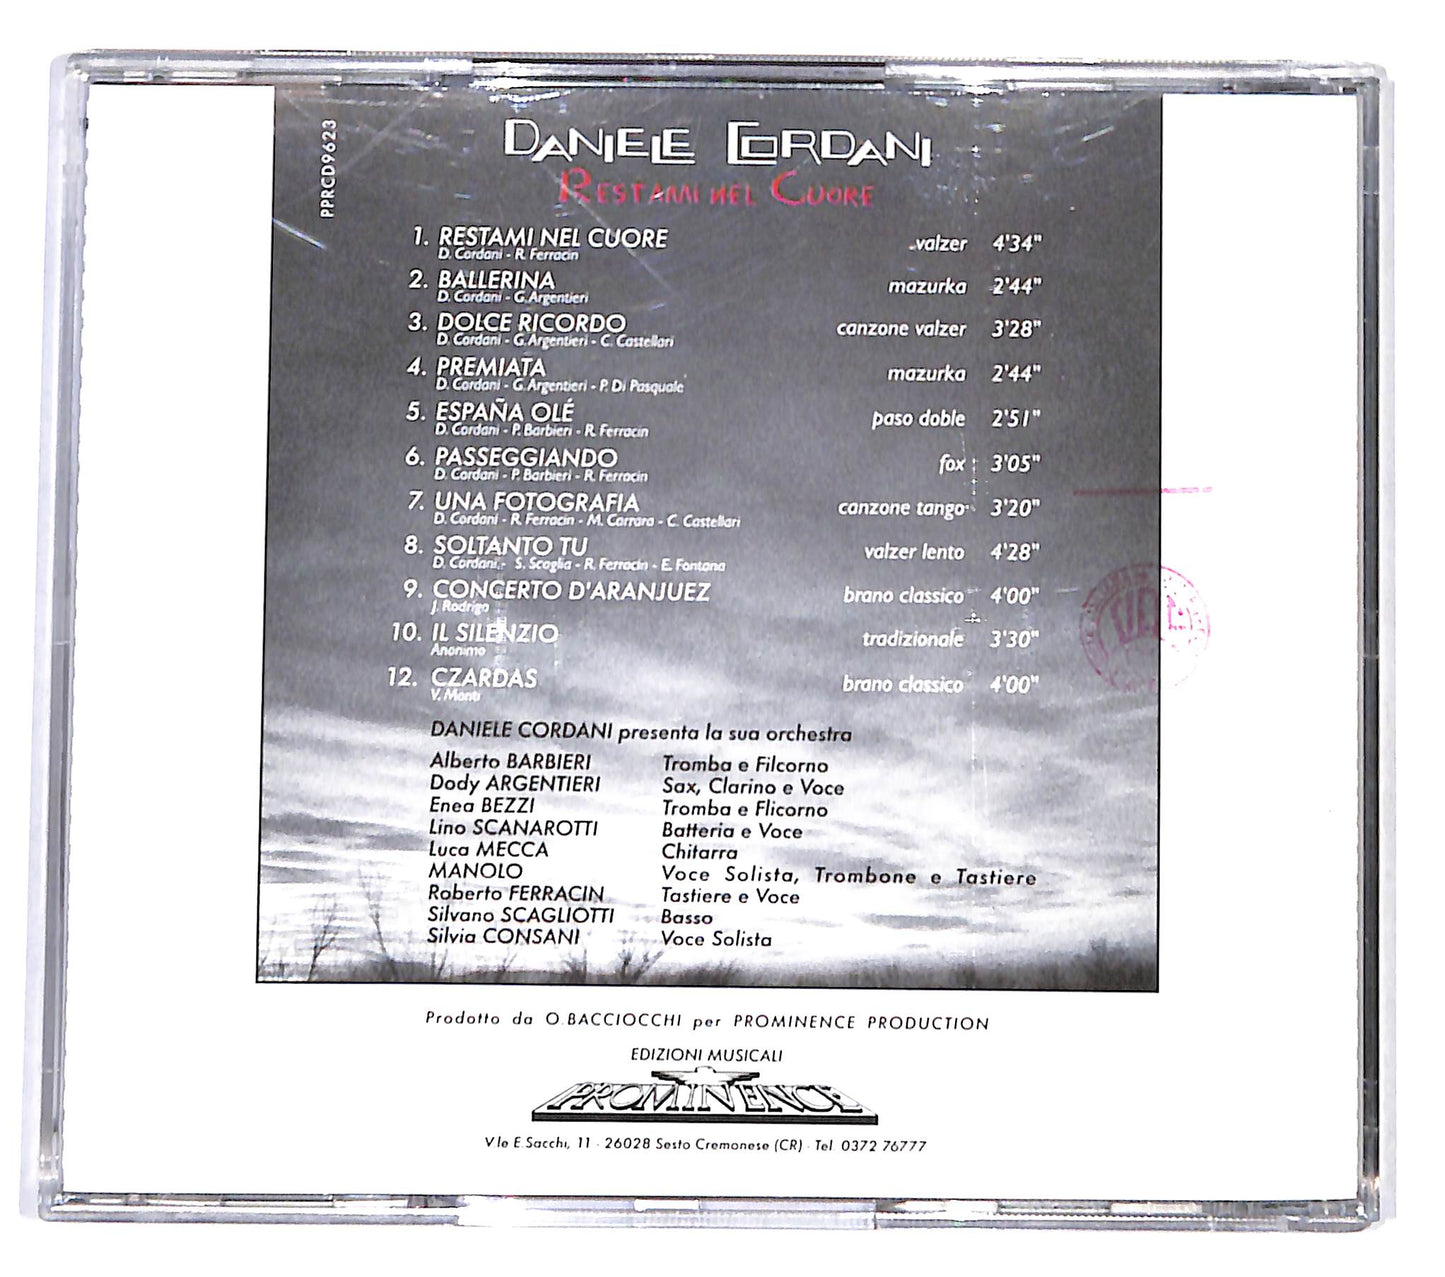 PPRCD9623
DANIELE CORDANI
RESTAMI NEL CUORE
1. RESTAMI NEL CUORE valzer 4'34"
D. Cordani - R. Ferracin
2. BALLERINA mazurka 2'44"
D. Cordani - G. Argentieri
3. DOLCE RICORDO canzone valzer 3'28"
D. Cordani - G. Argentieri - C. Castellari
4. PREMIATA mazurka 2'44"
D. Cordani - G. Argentieri - P. Di Pasquale
5. ESPAÑA OLÉ paso doble 2'51"
D. Cordani - P. Barbieri - R. Ferracin
6. PASSEGGIANDO fox 3'05"
D. Cordani - P. Barbieri - R. Ferracin
7. UNA FOTOGRAFIA canzone tango 3'20"
D. Cordani - R. Ferracin - M. Carrara - C. Castellari
8. SOLTANTO TU valzer lento 4'28"
D. Cordani - S. Scaglia - R. Ferracin - E. Fontana
9. CONCERTO D'ARANJUEZ brano classico 4'00"
J. Rodrigo
10. IL SILENZIO tradizionale 3'30"
Anonimo
12. CZARDAS brano classico 4'00"
V. Monti
DANIELE CORDANI presenta la sua orchestra
Alberto BARBIERI Tromba e Filcorno
Dody ARGENTIERI Sax, Clarino e Voce
Enea BEZZI Tromba e Flicorno
Lino SCANAROTTI Batteria e Voce
Luca MECCA Chitarra
MANOLO Voce Solista, Trombone e Tastiere
Roberto FERRACIN Tastiere e Voce
Silvano SCAGLIOTTI Basso
Silvia CONSANI Voce Solista
Prodotto da O. BACCIOCCHI per PROMINENCE PRODUCTION
EDIZIONI MUSICALI
PROMINENCE
V.le E. Sacchi, 11 - 26028 Sesto Cremonese (CR) - Tel. 0372 76777